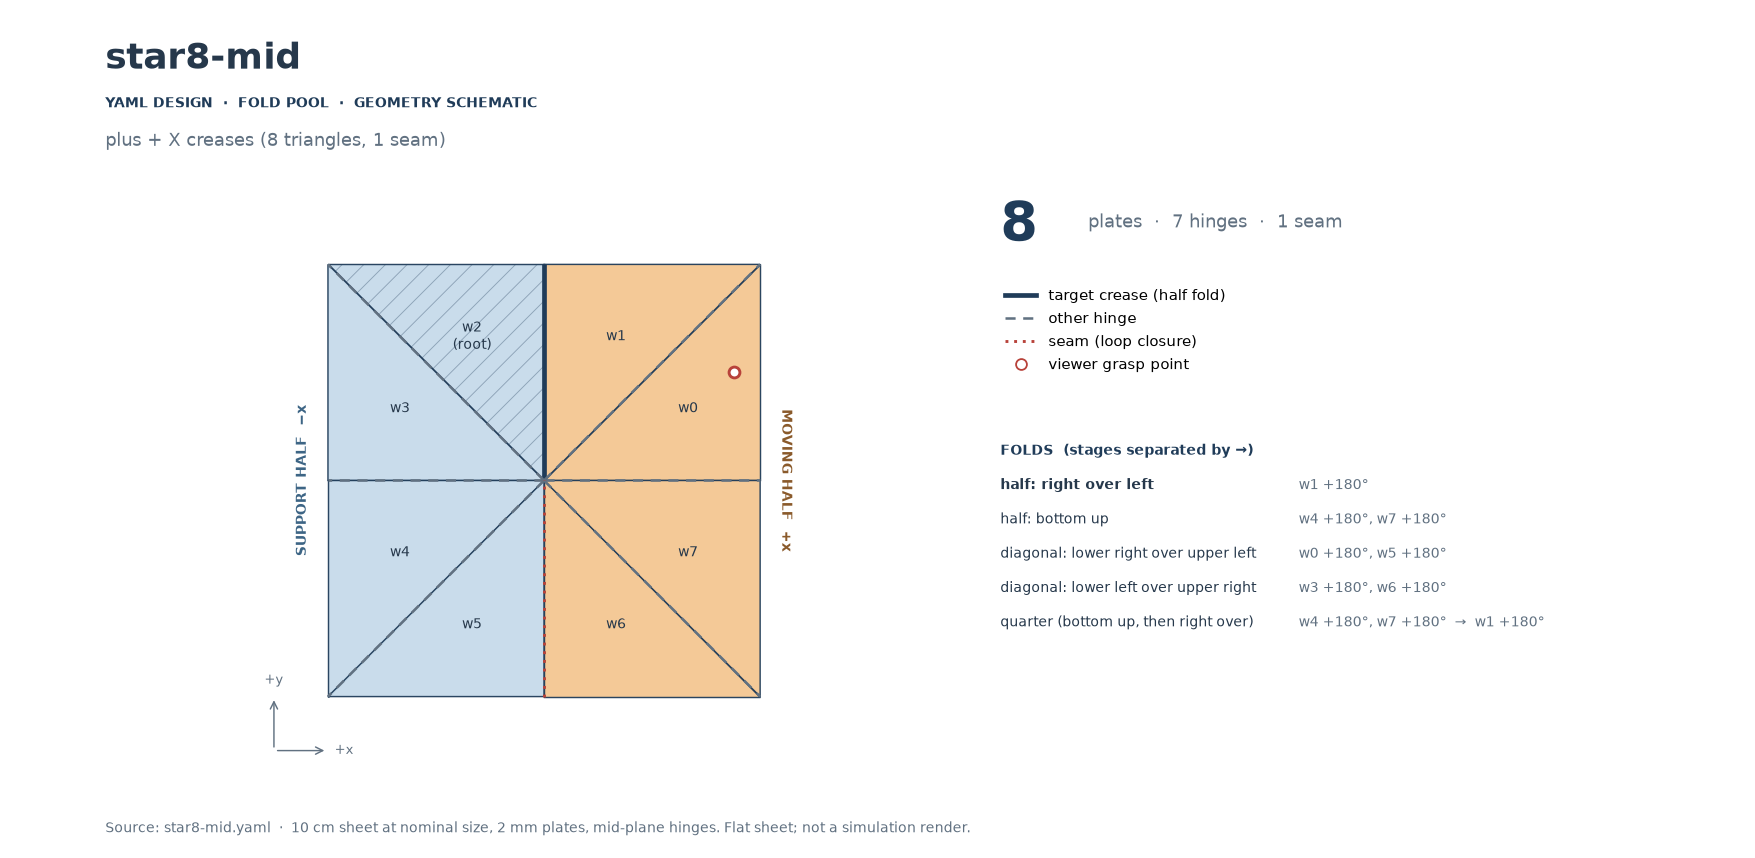 star8-mid
YAML DESIGN · FOLD POOL · GEOMETRY SCHEMATIC
plus + X creases (8 triangles, 1 seam)
8 plates · 7 hinges · 1 seam
target crease (half fold)
other hinge
seam (loop closure)
viewer grasp point
w2
(root)
w1
w3
w0
w4
w7
w5
w6
SUPPORT HALF −x
MOVING HALF +x
+y
+x
FOLDS (stages separated by →)
half: right over left w1 +180°
half: bottom up w4 +180°, w7 +180°
diagonal: lower right over upper left w0 +180°, w5 +180°
diagonal: lower left over upper right w3 +180°, w6 +180°
quarter (bottom up, then right over) w4 +180°, w7 +180° → w1 +180°
Source: star8-mid.yaml · 10 cm sheet at nominal size, 2 mm plates, mid-plane hinges. Flat sheet; not a simulation render.